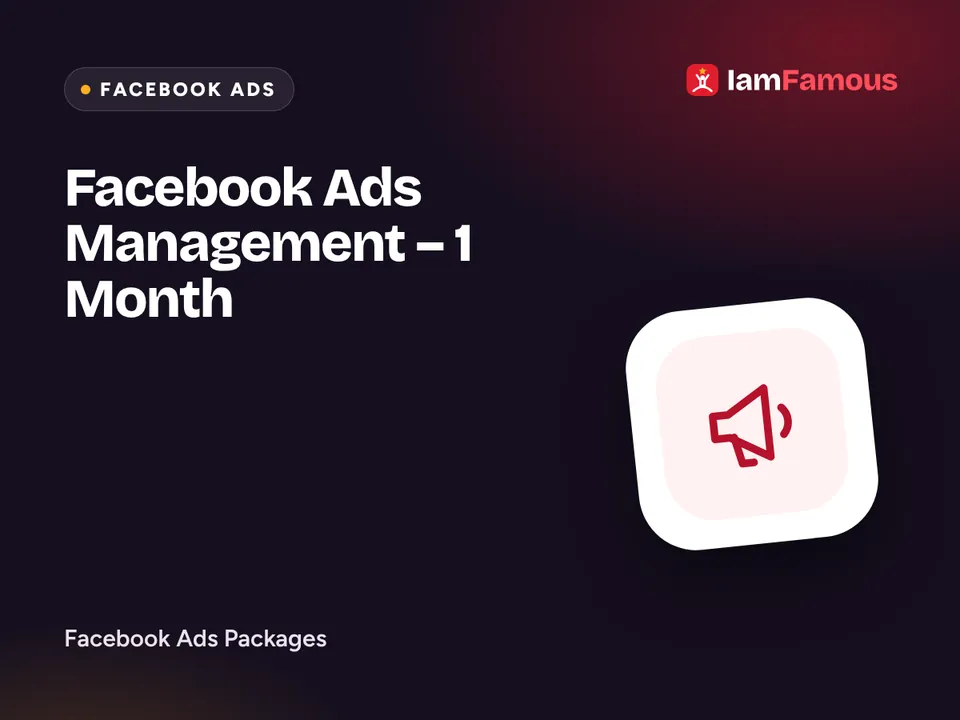 FACEBOOK ADS
IamFamous
Facebook Ads
Management – 1
Month
Facebook Ads Packages